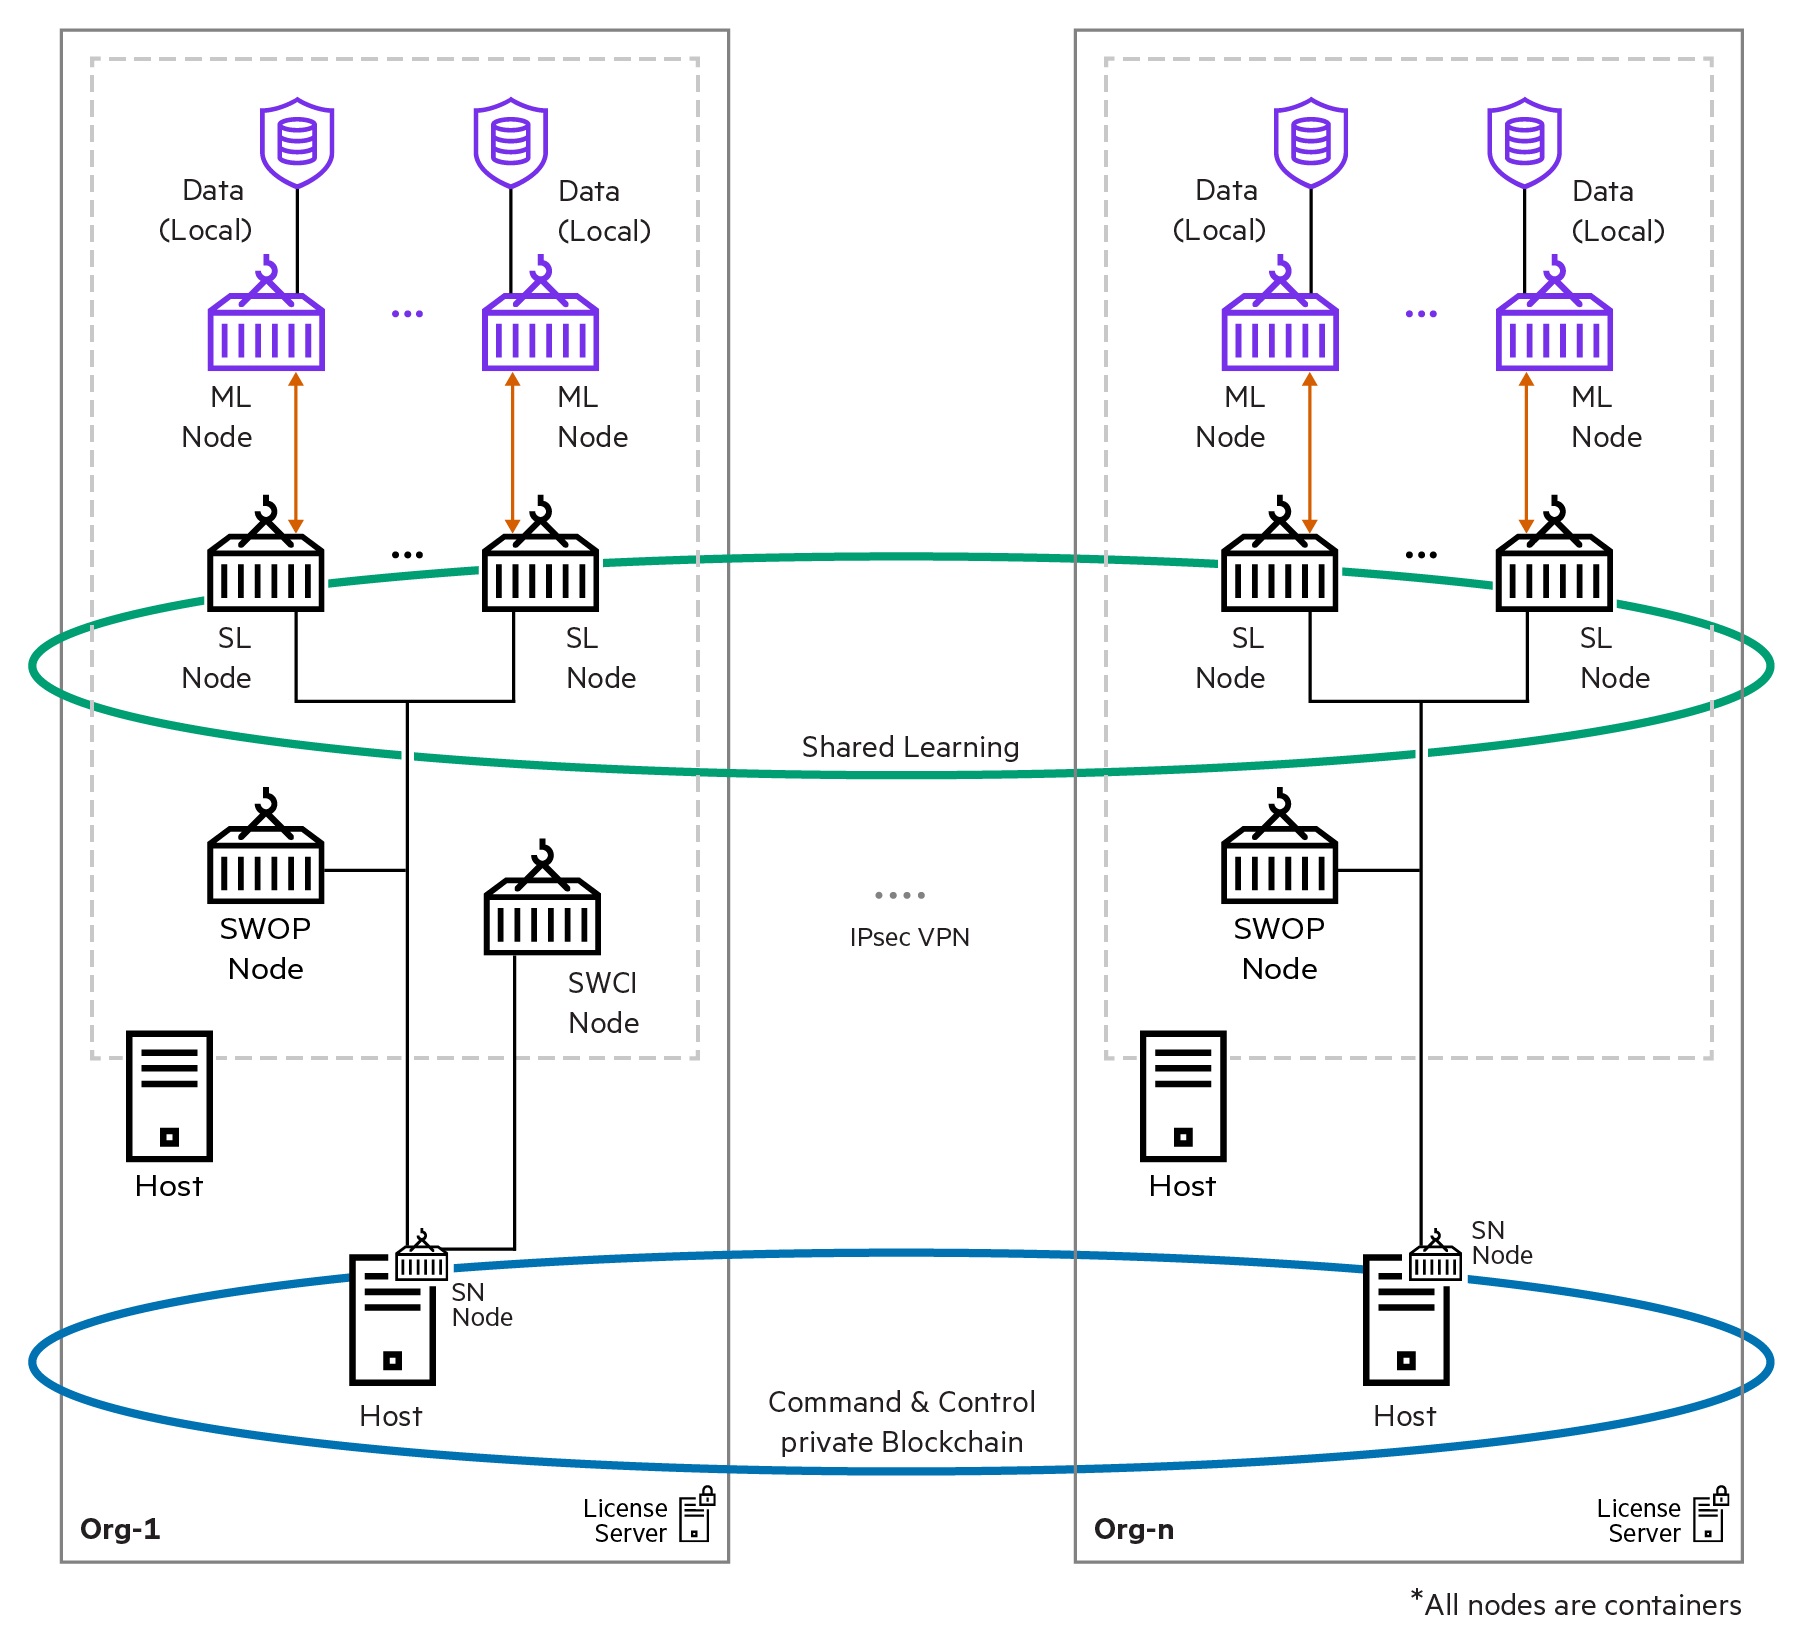 Data
(Local)
Data
(Local)
Data
(Local)
Data
(Local)
ML
Node
ML
Node
ML
Node
ML
Node
SL
Node
SL
Node
SL
Node
SL
Node
Shared Learning
SWOP
Node
SWCI
Node
IPsec VPN
SWOP
Node
Host
Host
SN
Node
SN
Node
Host
Host
Command & Control
private Blockchain
Org-1
License
Server
Org-n
License
Server
*All nodes are containers